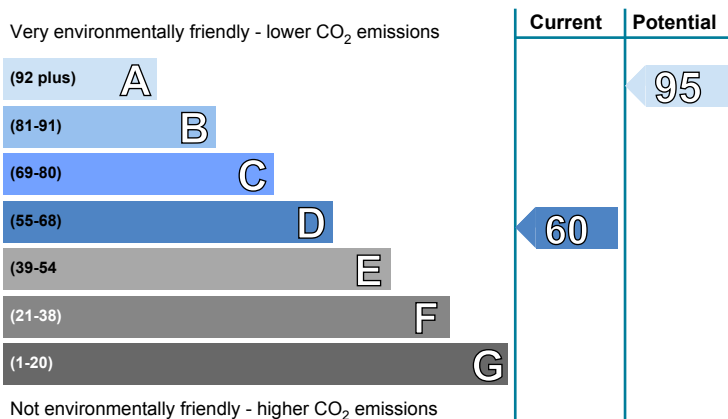 Very environmentally friendly - lower CO₂ emissions
Current
Potential
(92 plus) A
95
(81-91) B
(69-80) C
(55-68) D
60
(39-54 E
(21-38) F
(1-20) G
Not environmentally friendly - higher CO₂ emissions